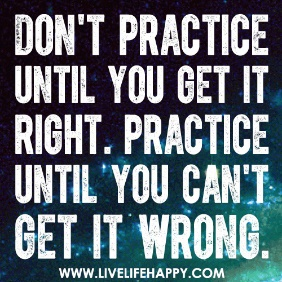 DON'T PRACTICE
UNTIL YOU GET IT
RIGHT. PRACTICE
UNTIL YOU CAN'T
GET IT WRONG.
WWW.LIVELIFEHAPPY.COM